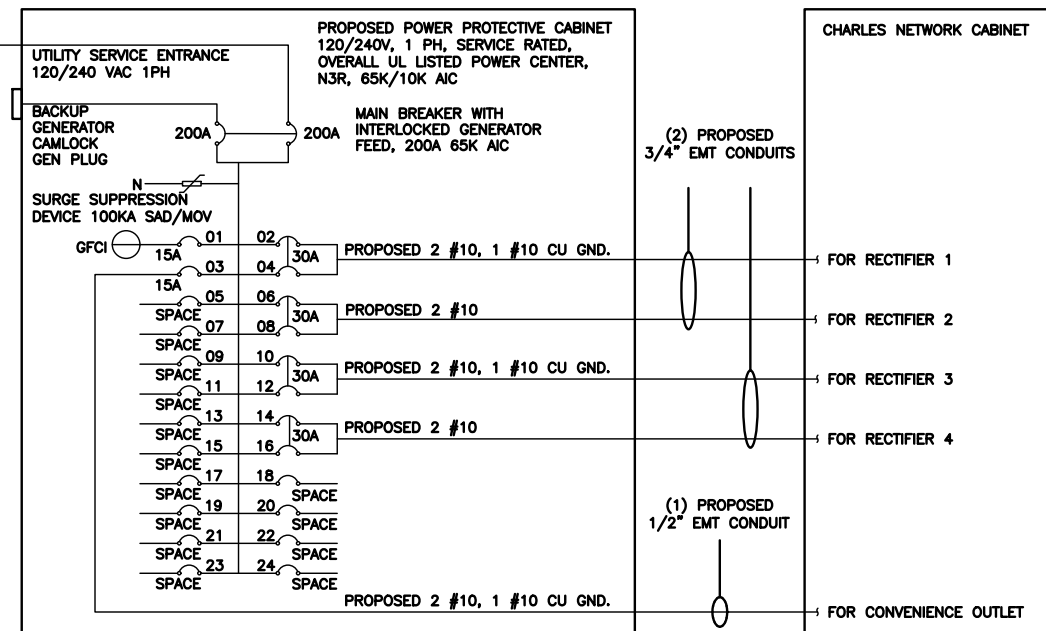 PROPOSED POWER PROTECTIVE CABINET
120/240V, 1 PH, SERVICE RATED,
OVERALL UL LISTED POWER CENTER,
N3R, 65K/10K AIC
CHARLES NETWORK CABINET
UTILITY SERVICE ENTRANCE
120/240 VAC 1PH
BACKUP
GENERATOR
CAMLOCK
GEN PLUG
200A
200A
MAIN BREAKER WITH
INTERLOCKED GENERATOR
FEED, 200A 65K AIC
(2) PROPOSED
3/4" EMT CONDUITS
N
SURGE SUPPRESSION
DEVICE 100KA SAD/MOV
GFCI
15A
01
02
30A
PROPOSED 2 #10, 1 #10 CU GND.
FOR RECTIFIER 1
15A
03
04
SPACE
05
06
30A
PROPOSED 2 #10
FOR RECTIFIER 2
SPACE
07
08
SPACE
09
10
30A
PROPOSED 2 #10, 1 #10 CU GND.
FOR RECTIFIER 3
SPACE
11
12
SPACE
13
14
30A
PROPOSED 2 #10
FOR RECTIFIER 4
SPACE
15
16
SPACE
17
18
SPACE
SPACE
19
20
SPACE
SPACE
21
22
SPACE
SPACE
23
24
SPACE
(1) PROPOSED
1/2" EMT CONDUIT
PROPOSED 2 #10, 1 #10 CU GND.
FOR CONVENIENCE OUTLET